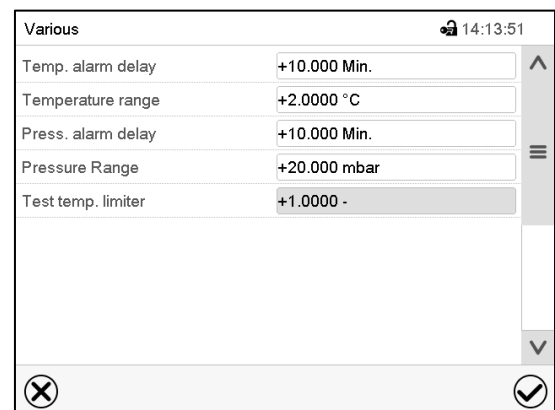 Various 14:13:51
Temp. alarm delay +10.000 Min.
Temperature range +2.0000 °C
Press. alarm delay +10.000 Min.
Pressure Range +20.000 mbar
Test temp. limiter +1.0000 -